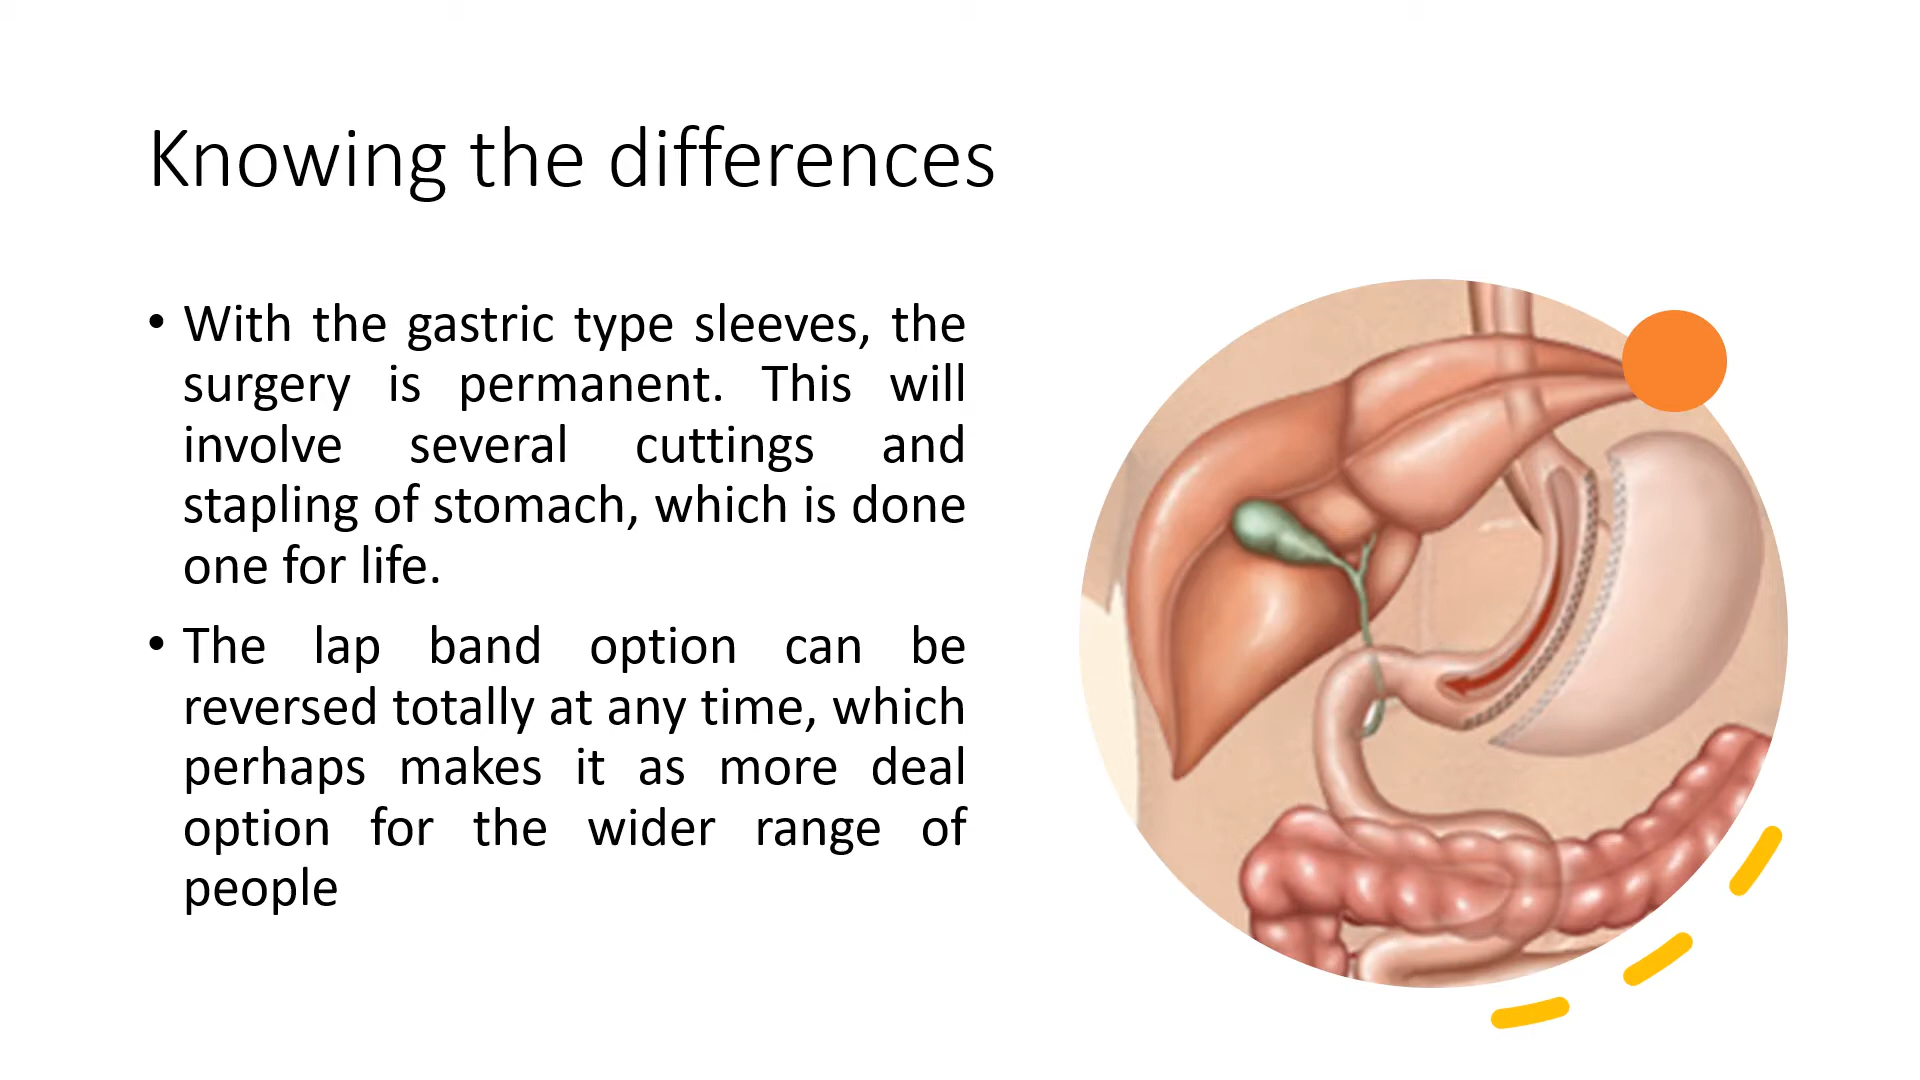 Knowing the differences
• With the gastric type sleeves, the
surgery is permanent. This will
involve several cuttings and
stapling of stomach, which is done
one for life.
• The lap band option can be
reversed totally at any time, which
perhaps makes it as more deal
option for the wider range of
people